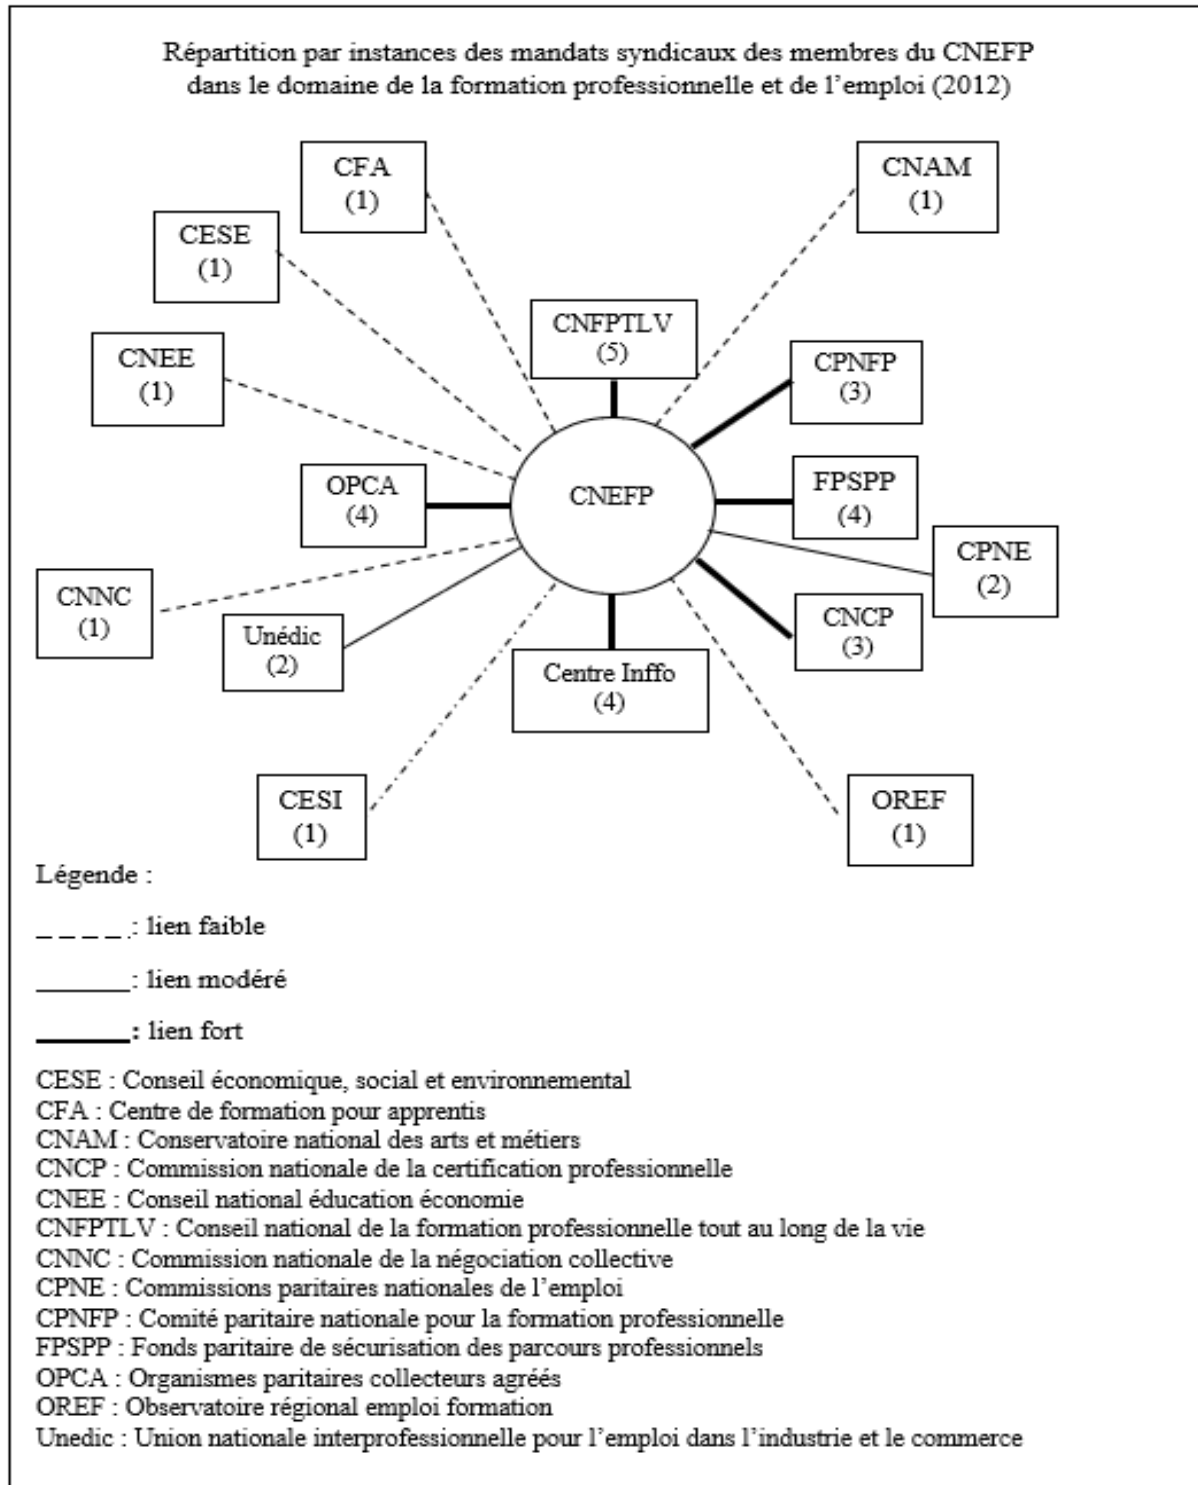 Répartition par instances des mandats syndicaux des membres du CNEFP
dans le domaine de la formation professionnelle et de l'emploi (2012)
CFA
(1)
CNAM
(1)
CESE
(1)
CNFPTLV
(5)
CNEE
(1)
CPNFP
(3)
OPCA
(4)
CNEFP
FPSPP
(4)
CPNE
(2)
CNNC
(1)
Unédic
(2)
CNCP
(3)
Centre Inffo
(4)
CESI
(1)
OREF
(1)
Légende :
_ _ _ _ : lien faible
_______: lien modéré
_______: lien fort
CESE : Conseil économique, social et environnemental
CFA : Centre de formation pour apprentis
CNAM : Conservatoire national des arts et métiers
CNCP : Commission nationale de la certification professionnelle
CNEE : Conseil national éducation économie
CNFPTLV : Conseil national de la formation professionnelle tout au long de la vie
CNNC : Commission nationale de la négociation collective
CPNE : Commissions paritaires nationales de l'emploi
CPNFP : Comité paritaire nationale pour la formation professionnelle
FPSPP : Fonds paritaire de sécurisation des parcours professionnels
OPCA : Organismes paritaires collecteurs agréés
OREF : Observatoire régional emploi formation
Unedic : Union nationale interprofessionnelle pour l'emploi dans l'industrie et le commerce